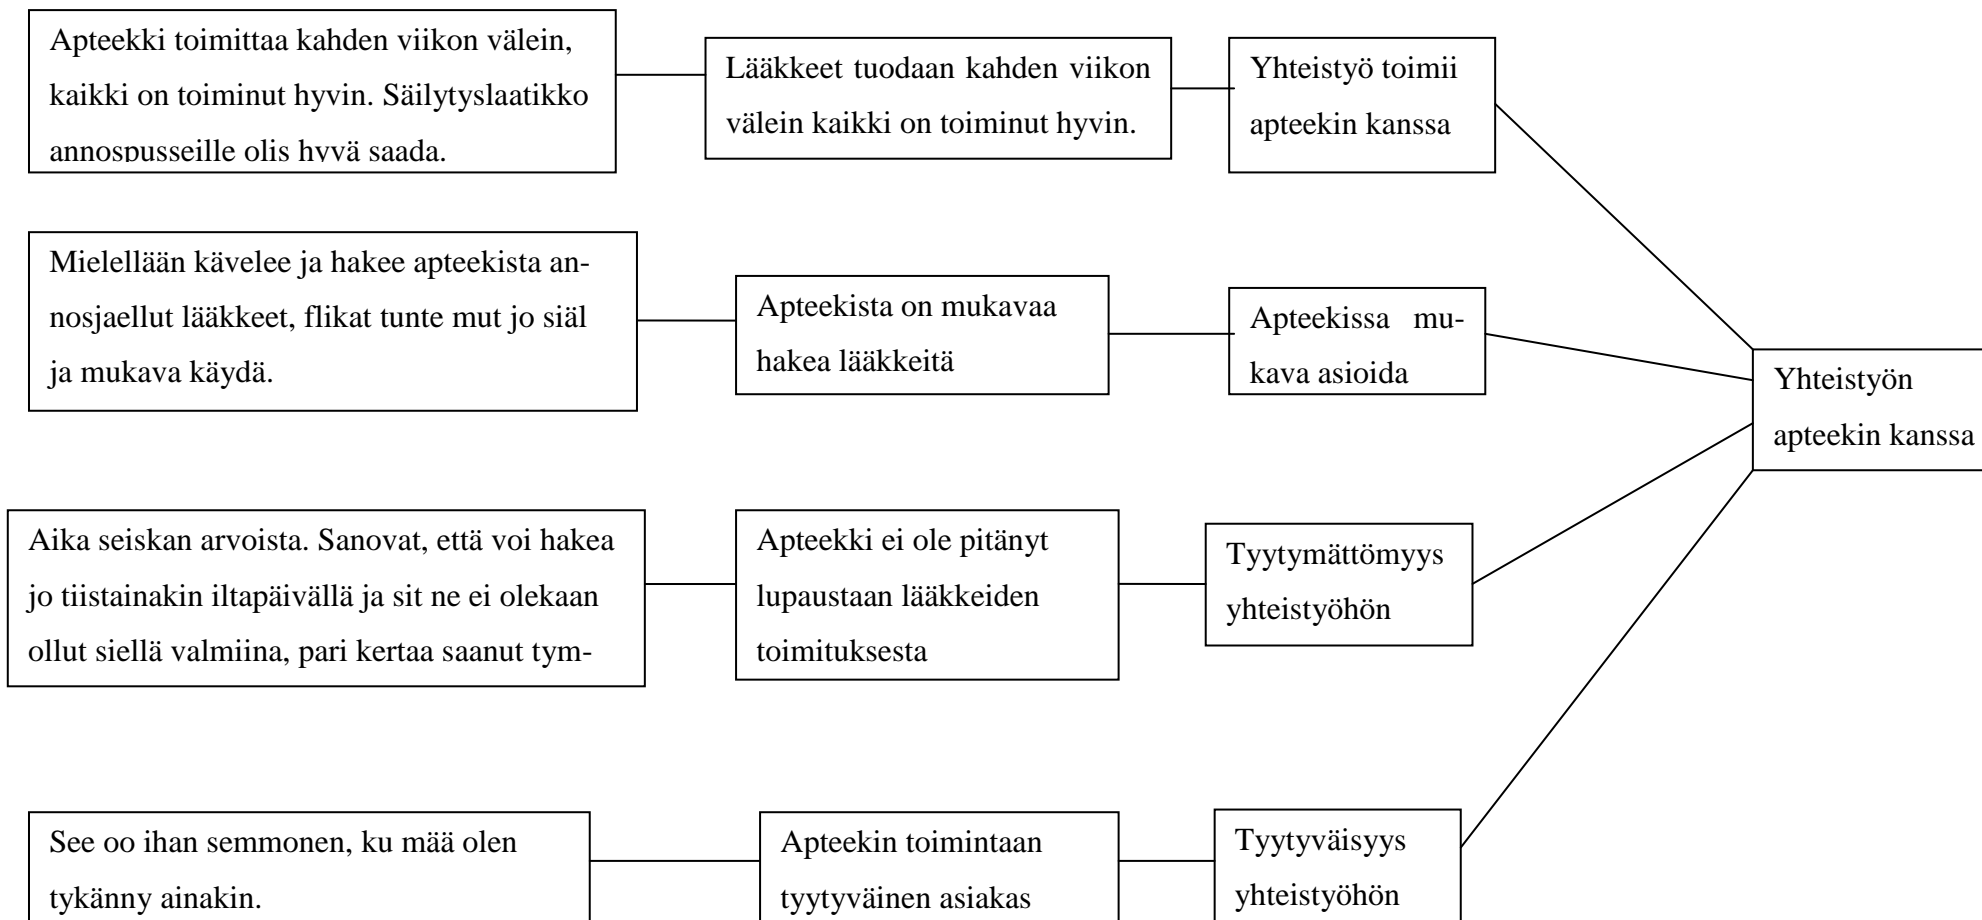 Apteekki toimittaa kahden viikon välein,
kaikki on toiminut hyvin. Säilytyslaatikko
annospusseille olis hyvä saada.
Lääkkeet tuodaan kahden viikon
välein kaikki on toiminut hyvin.
Yhteistyö toimii
apteekin kanssa
Mielellään kävelee ja hakee apteekista an-
nosjaellut lääkkeet, flikat tunte mut jo siäl
ja mukava käydä.
Apteekista on mukavaa
hakea lääkkeitä
Apteekissa mu-
kava asioida
Yhteistyön
apteekin kanssa
Aika seiskan arvoista. Sanovat, että voi hakea
jo tiistainakin iltapäivällä ja sit ne ei olekaan
ollut siellä valmiina, pari kertaa saanut tym-
Apteekki ei ole pitänyt
lupaustaan lääkkeiden
toimituksesta
Tyytymättömyys
yhteistyöhön
See oo ihan semmonen, ku mää olen
tykänny ainakin.
Apteekin toimintaan
tyytyväinen asiakas
Tyytyväisyys
yhteistyöhön